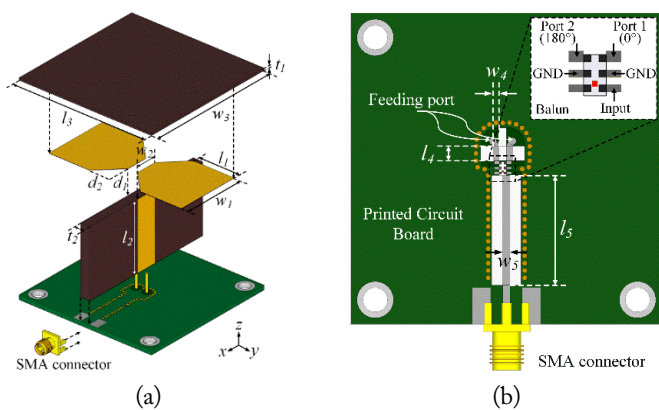 t1
l3
w3
w2
l1
d2
d1
w1
t2
l2
SMA connector
z
x
y
(a)
Port 2
(180°)
Port 1
(0°)
GND
GND
Balun
Input
w4
Feeding port
l4
Printed Circuit
Board
l5
w5
SMA connector
(b)